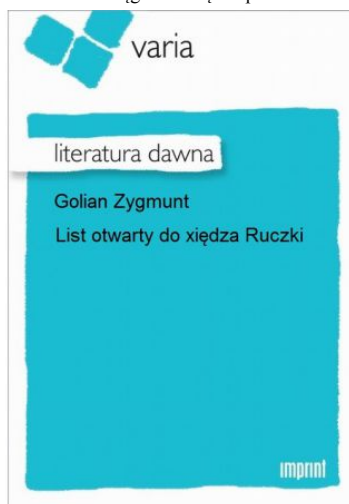 varia
literatura dawna
Golian Zygmunt
List otwarty do xiędza Ruczki
imprint